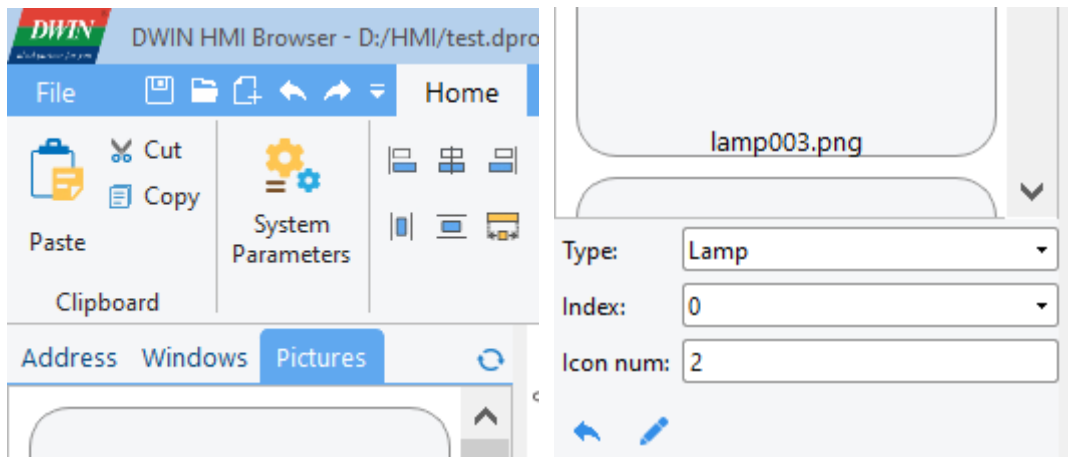 DWIN
DWIN HMI Browser - D:/HMI/test.dpro
File
Home
Cut
Copy
Paste
System
Parameters
Clipboard
Address
Windows
Pictures
lamp003.png
Type:
Lamp
Index:
0
Icon num:
2